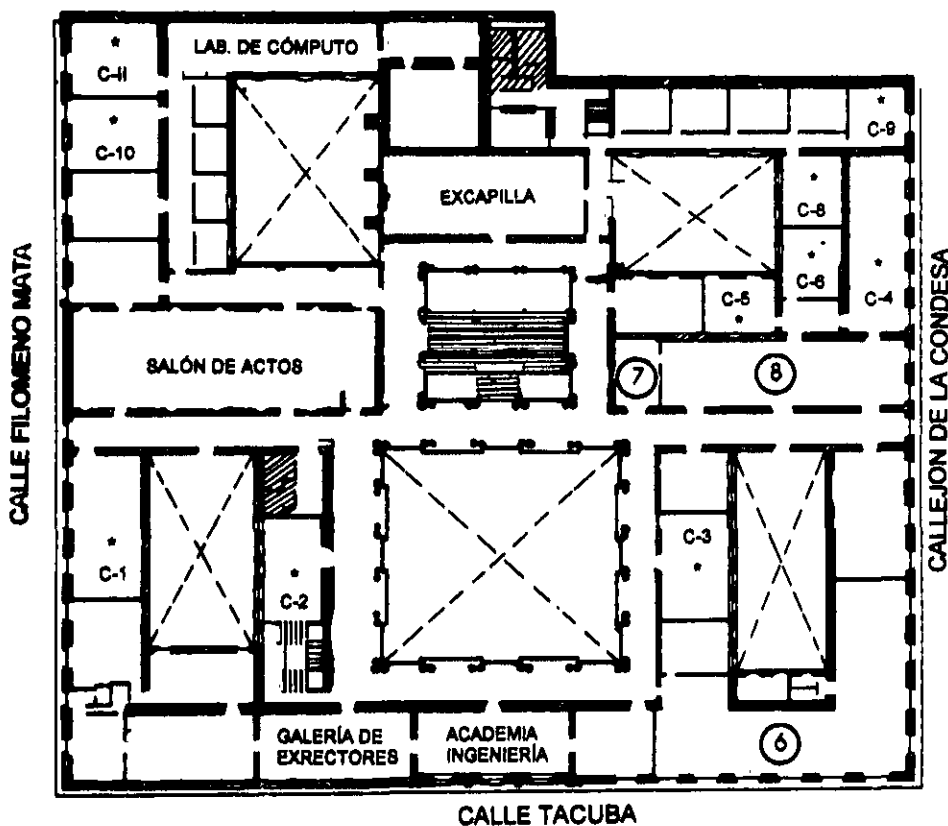 LAB. DE CÓMPUTO
* C-II
* C-10
* C-9
EXCAPILLA
* C-8
* C-6
* C-4
C-5 *
SALÓN DE ACTOS
7
8
CALLE FILOMENO MATA
CALLEJON DE LA CONDESA
* C-1
* C-2
C-3 *
GALERÍA DE
EXRECTORES
ACADEMIA
INGENIERÍA
6
CALLE TACUBA